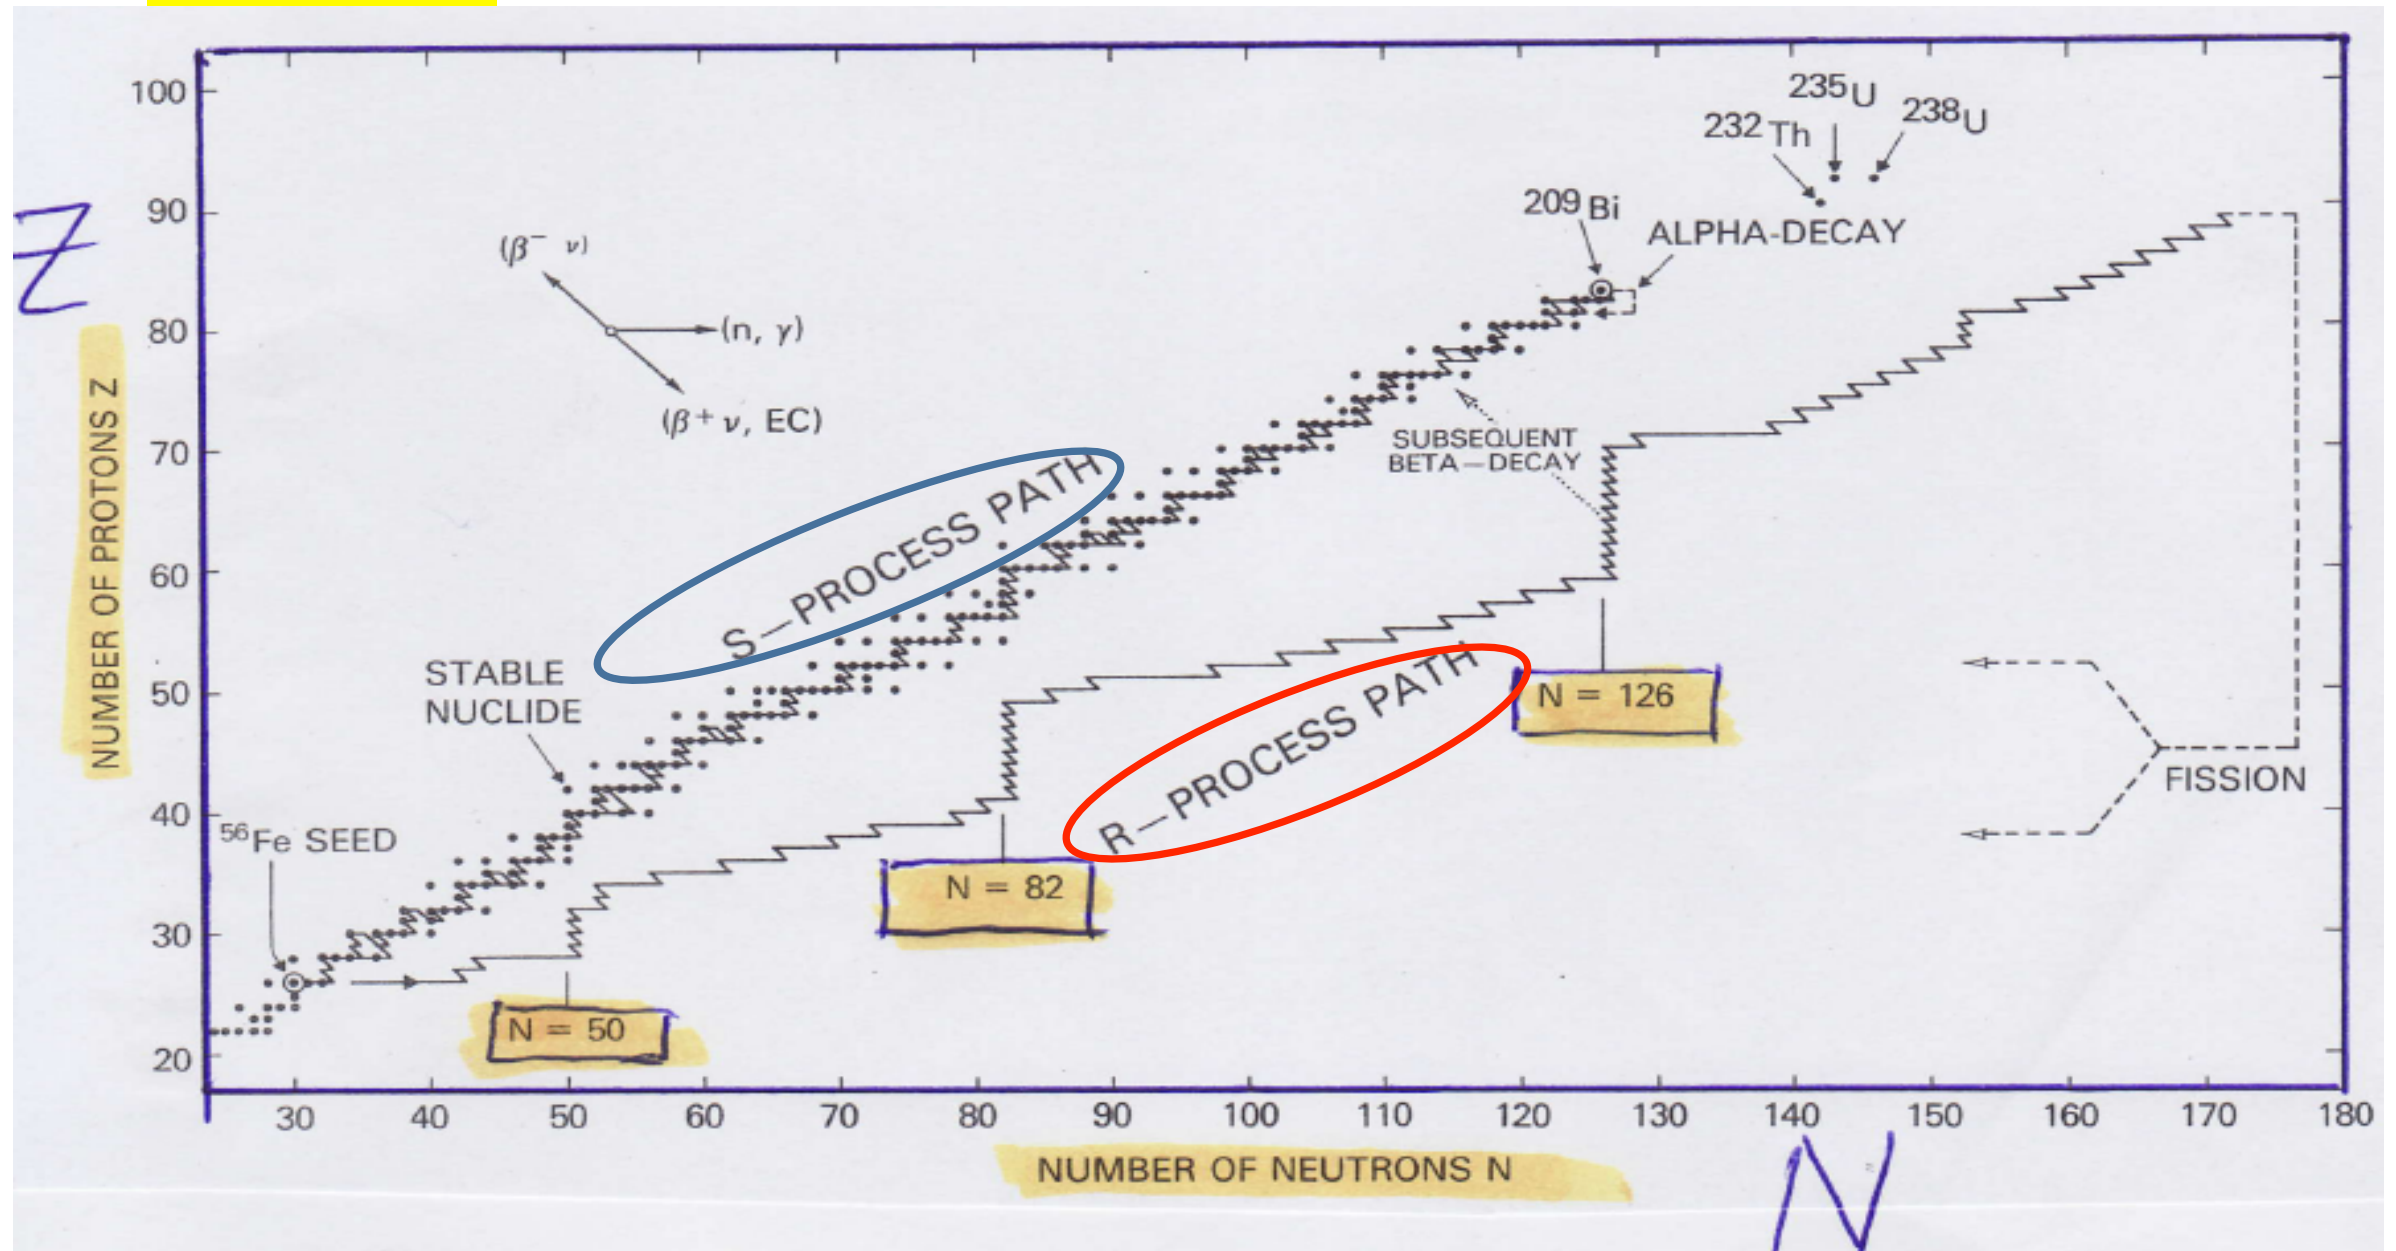 235U
238U
232Th
209Bi
ALPHA-DECAY
(β− ν)
(n, γ)
(β+ ν, EC)
SUBSEQUENT
BETA—DECAY
S—PROCESS PATH
R—PROCESS PATH
STABLE
NUCLIDE
56Fe SEED
N = 126
N = 82
N = 50
FISSION
Z
NUMBER OF PROTONS Z
100
90
80
70
60
50
40
30
20
30 40 50 60 70 80 90 100 110 120 130 140 150 160 170 180
NUMBER OF NEUTRONS N
N